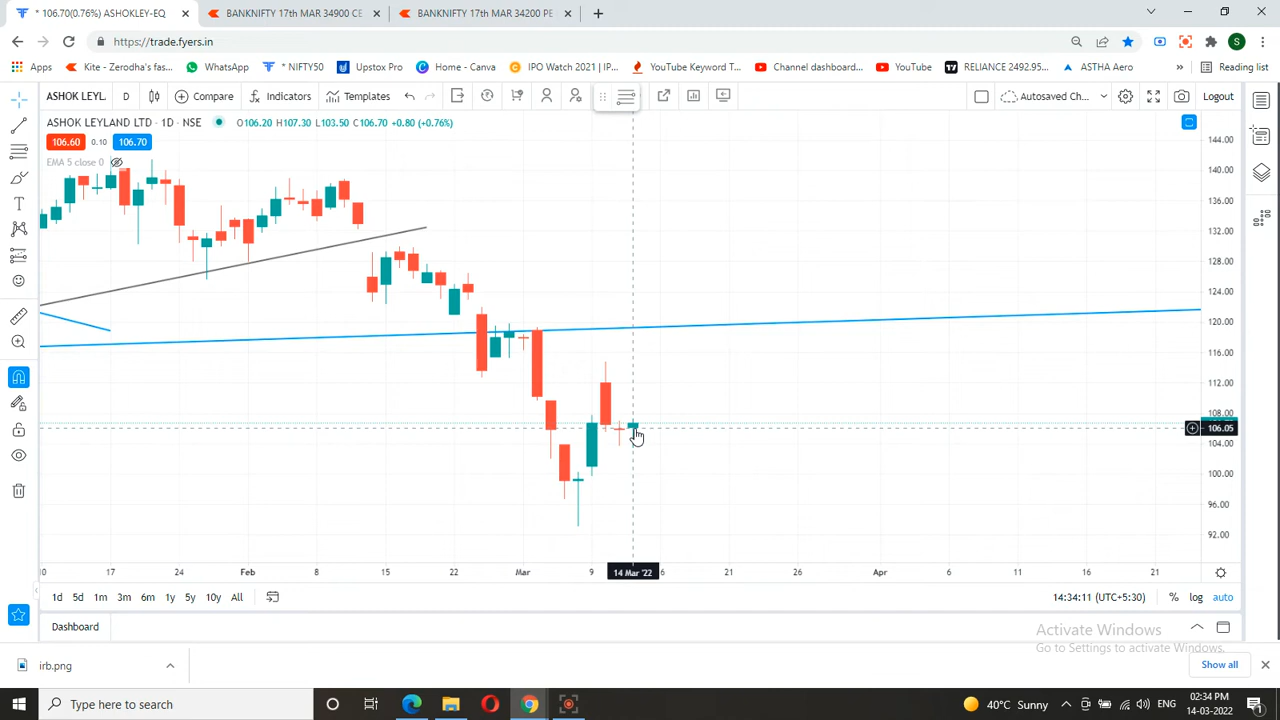 * 106.70(0.76%) ASHOKLEY-EQ
BANKNIFTY 17th MAR 34900 CE
BANKNIFTY 17th MAR 34200 PE
https://trade.fyers.in
S
Apps
Kite - Zerodha's fas...
WhatsApp
* NIFTY50
Upstox Pro
Home - Canva
IPO Watch 2021 | IP...
YouTube Keyword T...
Channel dashboard...
YouTube
RELIANCE 2492.95...
ASTHA Aero
Reading list
ASHOK LEYL.
D
Compare
Indicators
Templates
Autosaved Ch...
Logout
ASHOK LEYLAND LTD · 1D · NSE
O106.20 H107.30 L103.50 C106.70 +0.80 (+0.76%)
106.60 0.10 106.70
EMA 5 close 0
144.00
140.00
136.00
132.00
128.00
124.00
120.00
116.00
112.00
108.00
106.05
104.00
100.00
96.00
92.00
10 17 24 Feb 8 15 22 Mar 9 14 Mar '22 6 21 26 Apr 6 11 16 21
1d 5d 1m 3m 6m 1y 5y 10y All
14:34:11 (UTC+5:30)
% log auto
Dashboard
Activate Windows
Go to Settings to activate Windows.
irb.png
Show all
Type here to search
40°C Sunny
ENG
02:34 PM
14-03-2022
1